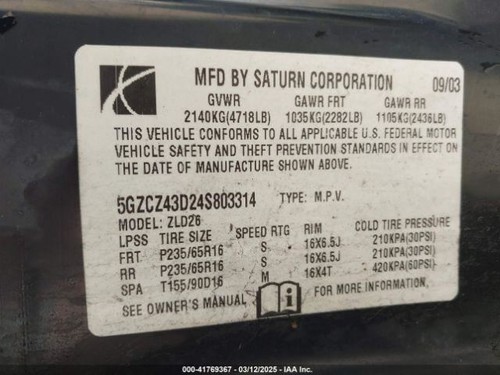 MFD BY SATURN CORPORATION 09/03
GVWR GAWR FRT GAWR RR
2140KG(4718LB) 1035KG(2282LB) 1105KG(2436LB)
THIS VEHICLE CONFORMS TO ALL APPLICABLE U.S. FEDERAL MOTOR
VEHICLE SAFETY AND THEFT PREVENTION STANDARDS IN EFFECT
ON THE DATE OF MANUFACTURE SHOWN ABOVE.
5GZCZ43D24S803314 TYPE: M.P.V.
MODEL: ZLD26
LPSS TIRE SIZE SPEED RTG RIM COLD TIRE PRESSURE
FRT P235/65R16 S 16X6.5J 210KPA(30PSI)
RR P235/65R16 S 16X6.5J 210KPA(30PSI)
SPA T155/90D16 M 16X4T 420KPA(60PSI)
SEE OWNER'S MANUAL FOR ADDITIONAL INFORMATION
000-41769367 - 03/12/2025 - IAA Inc.